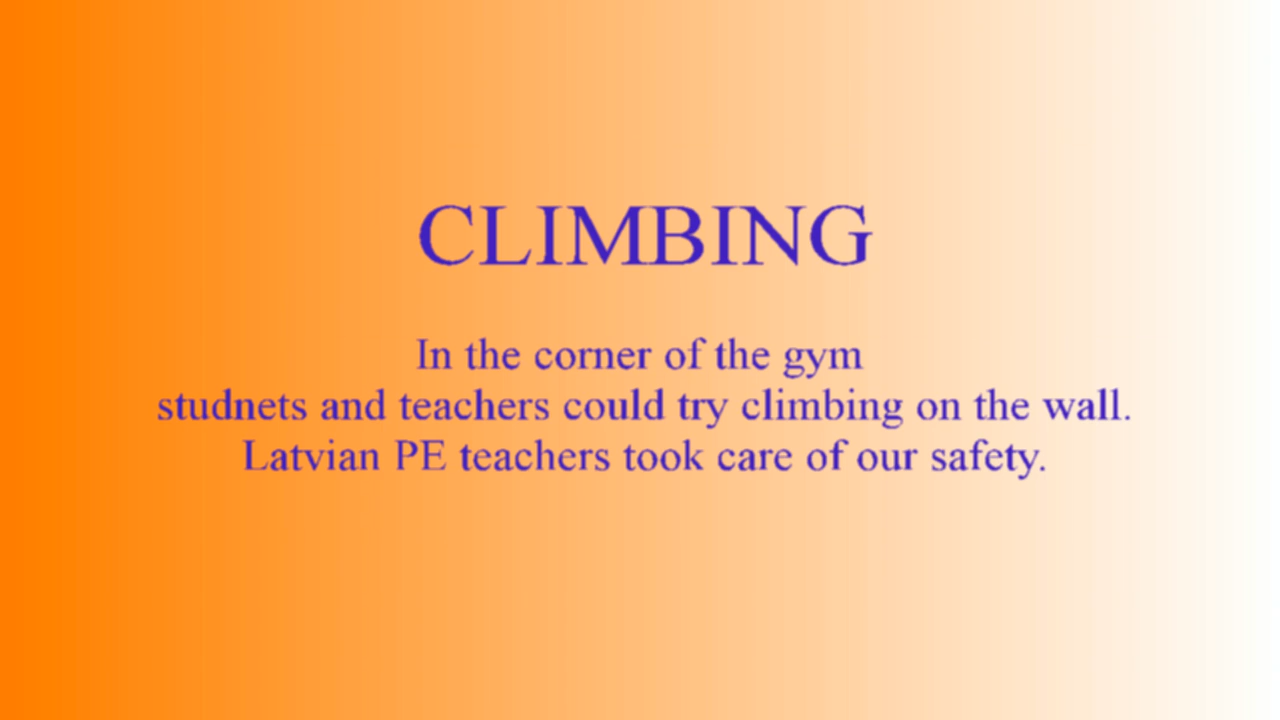 CLIMBING
In the corner of the gym
studnets and teachers could try climbing on the wall.
Latvian PE teachers took care of our safety.